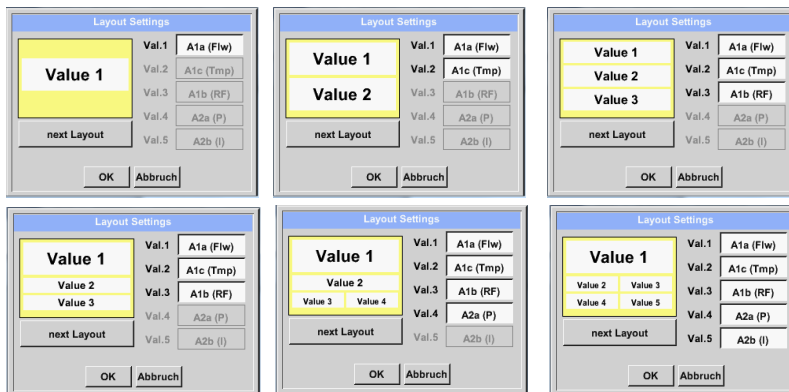 Layout Settings
Value 1
Val.1 A1a (Flw)
Val.2 A1c (Tmp)
Val.3 A1b (RF)
Val.4 A2a (P)
Val.5 A2b (I)
next Layout
OK Abbruch
Layout Settings
Value 1
Value 2
Val.1 A1a (Flw)
Val.2 A1c (Tmp)
Val.3 A1b (RF)
Val.4 A2a (P)
Val.5 A2b (I)
next Layout
OK Abbruch
Layout Settings
Value 1
Value 2
Value 3
Val.1 A1a (Flw)
Val.2 A1c (Tmp)
Val.3 A1b (RF)
Val.4 A2a (P)
Val.5 A2b (I)
next Layout
OK Abbruch
Layout Settings
Value 1
Value 2
Value 3
Val.1 A1a (Flw)
Val.2 A1c (Tmp)
Val.3 A1b (RF)
Val.4 A2a (P)
Val.5 A2b (I)
next Layout
OK Abbruch
Layout Settings
Value 1
Value 2
Value 3 Value 4
Val.1 A1a (Flw)
Val.2 A1c (Tmp)
Val.3 A1b (RF)
Val.4 A2a (P)
Val.5 A2b (I)
next Layout
OK Abbruch
Layout Settings
Value 1
Value 2 Value 3
Value 4 Value 5
Val.1 A1a (Flw)
Val.2 A1c (Tmp)
Val.3 A1b (RF)
Val.4 A2a (P)
Val.5 A2b (I)
next Layout
OK Abbruch